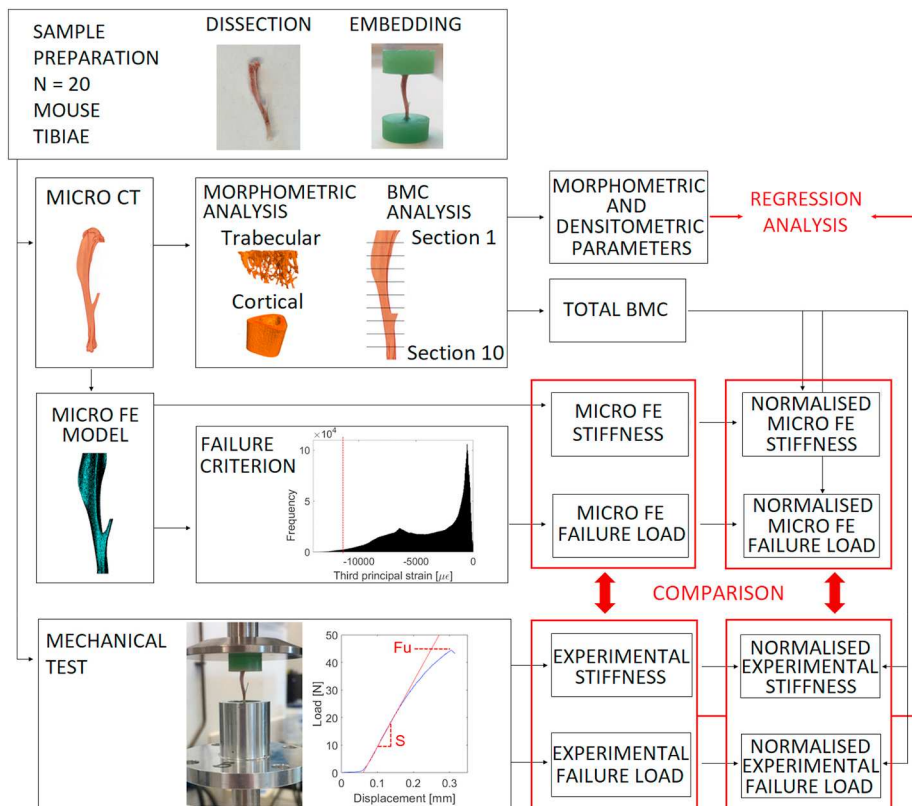 SAMPLE
PREPARATION
N = 20
MOUSE
TIBIAE
DISSECTION
EMBEDDING
MICRO CT
MORPHOMETRIC
ANALYSIS
Trabecular
Cortical
BMC
ANALYSIS
Section 1
Section 10
MORPHOMETRIC
AND
DENSITOMETRIC
PARAMETERS
REGRESSION
ANALYSIS
TOTAL BMC
MICRO FE
MODEL
FAILURE
CRITERION
×10⁴
10
5
0
Frequency
-10000
-5000
0
Third principal strain [με]
MICRO FE
STIFFNESS
MICRO FE
FAILURE LOAD
NORMALISED
MICRO FE
STIFFNESS
NORMALISED
MICRO FE
FAILURE LOAD
COMPARISON
MECHANICAL
TEST
50
40
30
20
10
0
Load [N]
Fu
S
0
0.1
0.2
0.3
Displacement [mm]
EXPERIMENTAL
STIFFNESS
EXPERIMENTAL
FAILURE LOAD
NORMALISED
EXPERIMENTAL
STIFFNESS
NORMALISED
EXPERIMENTAL
FAILURE LOAD